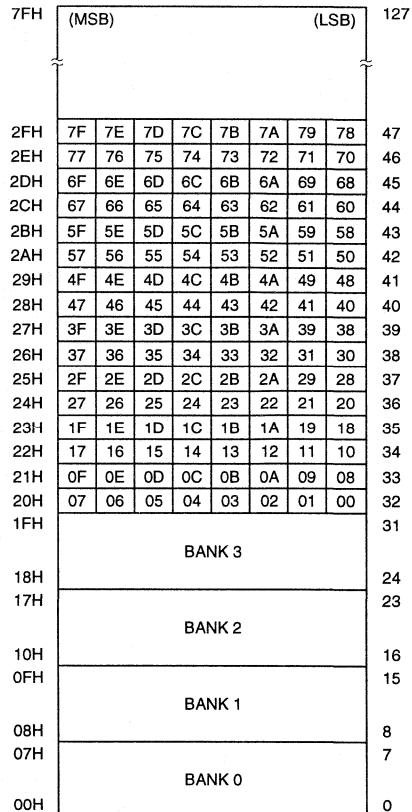 7FH (MSB) (LSB) 127
2FH 7F 7E 7D 7C 7B 7A 79 78 47
2EH 77 76 75 74 73 72 71 70 46
2DH 6F 6E 6D 6C 6B 6A 69 68 45
2CH 67 66 65 64 63 62 61 60 44
2BH 5F 5E 5D 5C 5B 5A 59 58 43
2AH 57 56 55 54 53 52 51 50 42
29H 4F 4E 4D 4C 4B 4A 49 48 41
28H 47 46 45 44 43 42 41 40 40
27H 3F 3E 3D 3C 3B 3A 39 38 39
26H 37 36 35 34 33 32 31 30 38
25H 2F 2E 2D 2C 2B 2A 29 28 37
24H 27 26 25 24 23 22 21 20 36
23H 1F 1E 1D 1C 1B 1A 19 18 35
22H 17 16 15 14 13 12 11 10 34
21H 0F 0E 0D 0C 0B 0A 09 08 33
20H 07 06 05 04 03 02 01 00 32
1FH 31
BANK 3
18H 24
17H 23
BANK 2
10H 16
0FH 15
BANK 1
08H 8
07H 7
BANK 0
00H 0